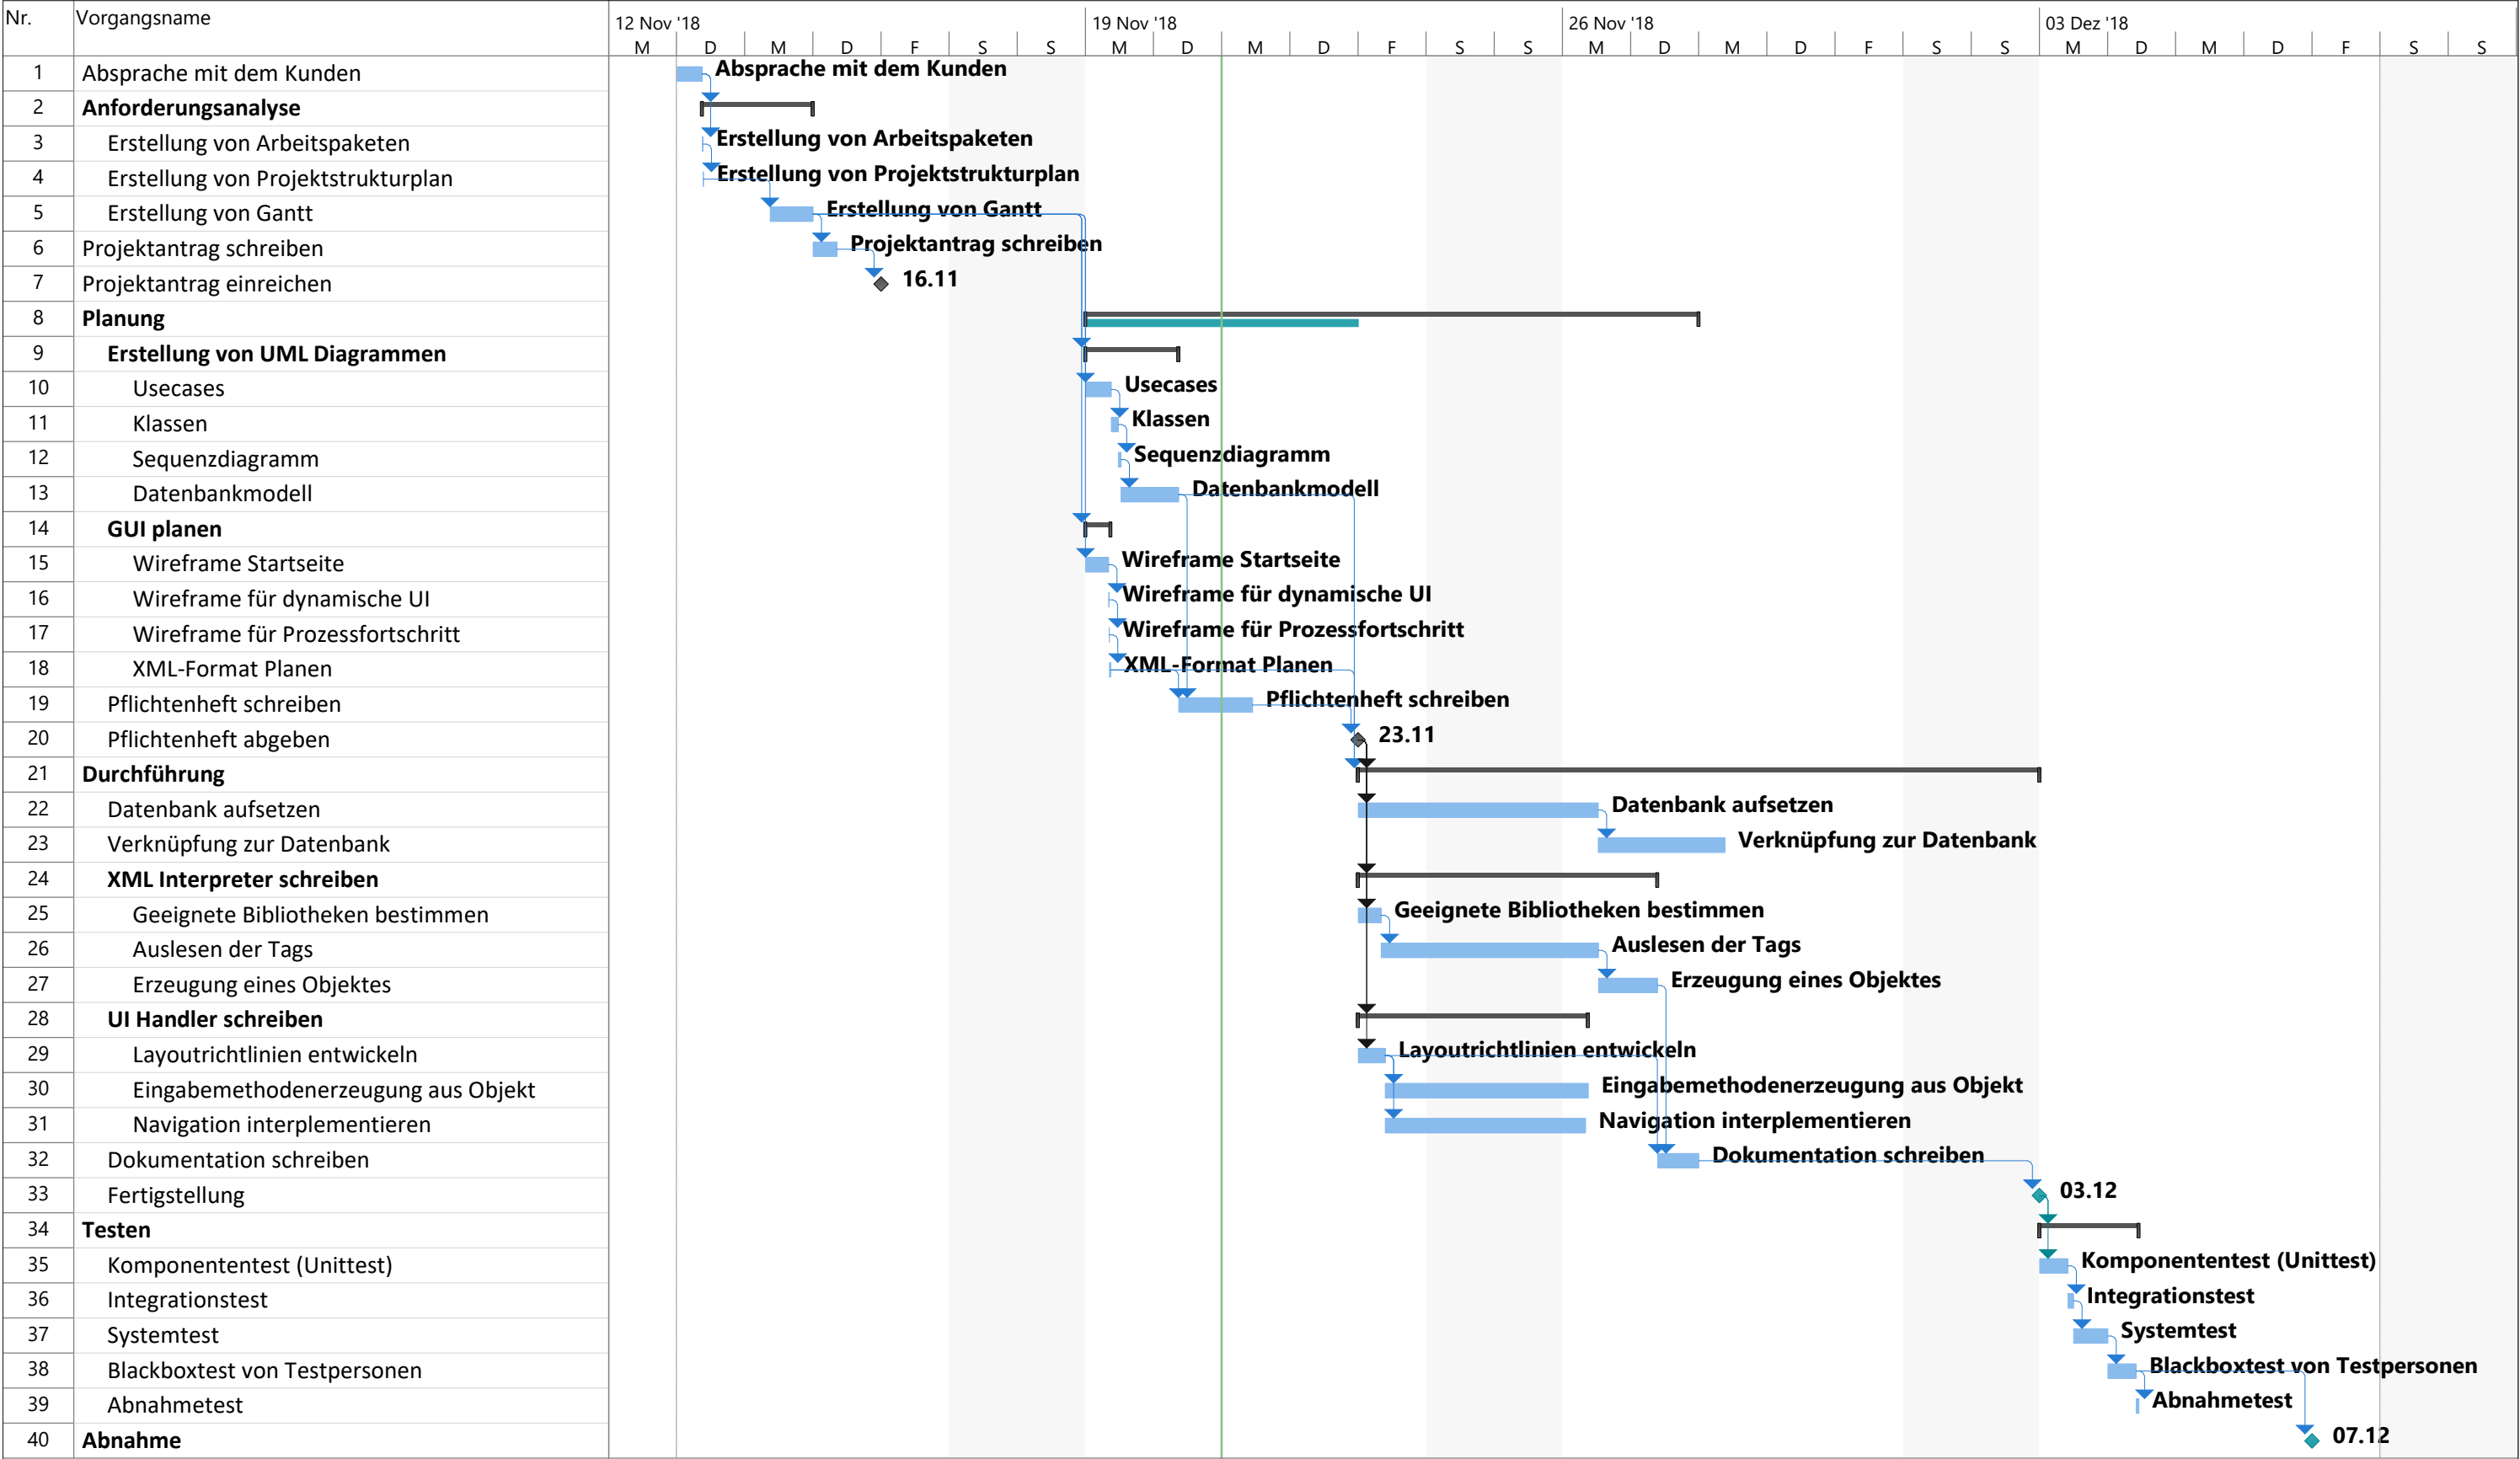 Nr. Vorgangsname 12 Nov '18 19 Nov '18 26 Nov '18 03 Dez '18
M D M D F S S M D M D F S S M D M D F S S M D M D F S S
1 Absprache mit dem Kunden Absprache mit dem Kunden
2 Anforderungsanalyse
3 Erstellung von Arbeitspaketen Erstellung von Arbeitspaketen
4 Erstellung von Projektstrukturplan Erstellung von Projektstrukturplan
5 Erstellung von Gantt Erstellung von Gantt
6 Projektantrag schreiben Projektantrag schreiben
7 Projektantrag einreichen 16.11
8 Planung
9 Erstellung von UML Diagrammen
10 Usecases Usecases
11 Klassen Klassen
12 Sequenzdiagramm Sequenzdiagramm
13 Datenbankmodell Datenbankmodell
14 GUI planen
15 Wireframe Startseite Wireframe Startseite
16 Wireframe für dynamische UI Wireframe für dynamische UI
17 Wireframe für Prozessfortschritt Wireframe für Prozessfortschritt
18 XML-Format Planen XML-Format Planen
19 Pflichtenheft schreiben Pflichtenheft schreiben
20 Pflichtenheft abgeben 23.11
21 Durchführung
22 Datenbank aufsetzen Datenbank aufsetzen
23 Verknüpfung zur Datenbank Verknüpfung zur Datenbank
24 XML Interpreter schreiben
25 Geeignete Bibliotheken bestimmen Geeignete Bibliotheken bestimmen
26 Auslesen der Tags Auslesen der Tags
27 Erzeugung eines Objektes Erzeugung eines Objektes
28 UI Handler schreiben
29 Layoutrichtlinien entwickeln Layoutrichtlinien entwickeln
30 Eingabemethodenerzeugung aus Objekt Eingabemethodenerzeugung aus Objekt
31 Navigation interplementieren Navigation interplementieren
32 Dokumentation schreiben Dokumentation schreiben
33 Fertigstellung 03.12
34 Testen
35 Komponententest (Unittest) Komponententest (Unittest)
36 Integrationstest Integrationstest
37 Systemtest Systemtest
38 Blackboxtest von Testpersonen Blackboxtest von Testpersonen
39 Abnahmetest Abnahmetest
40 Abnahme 07.12